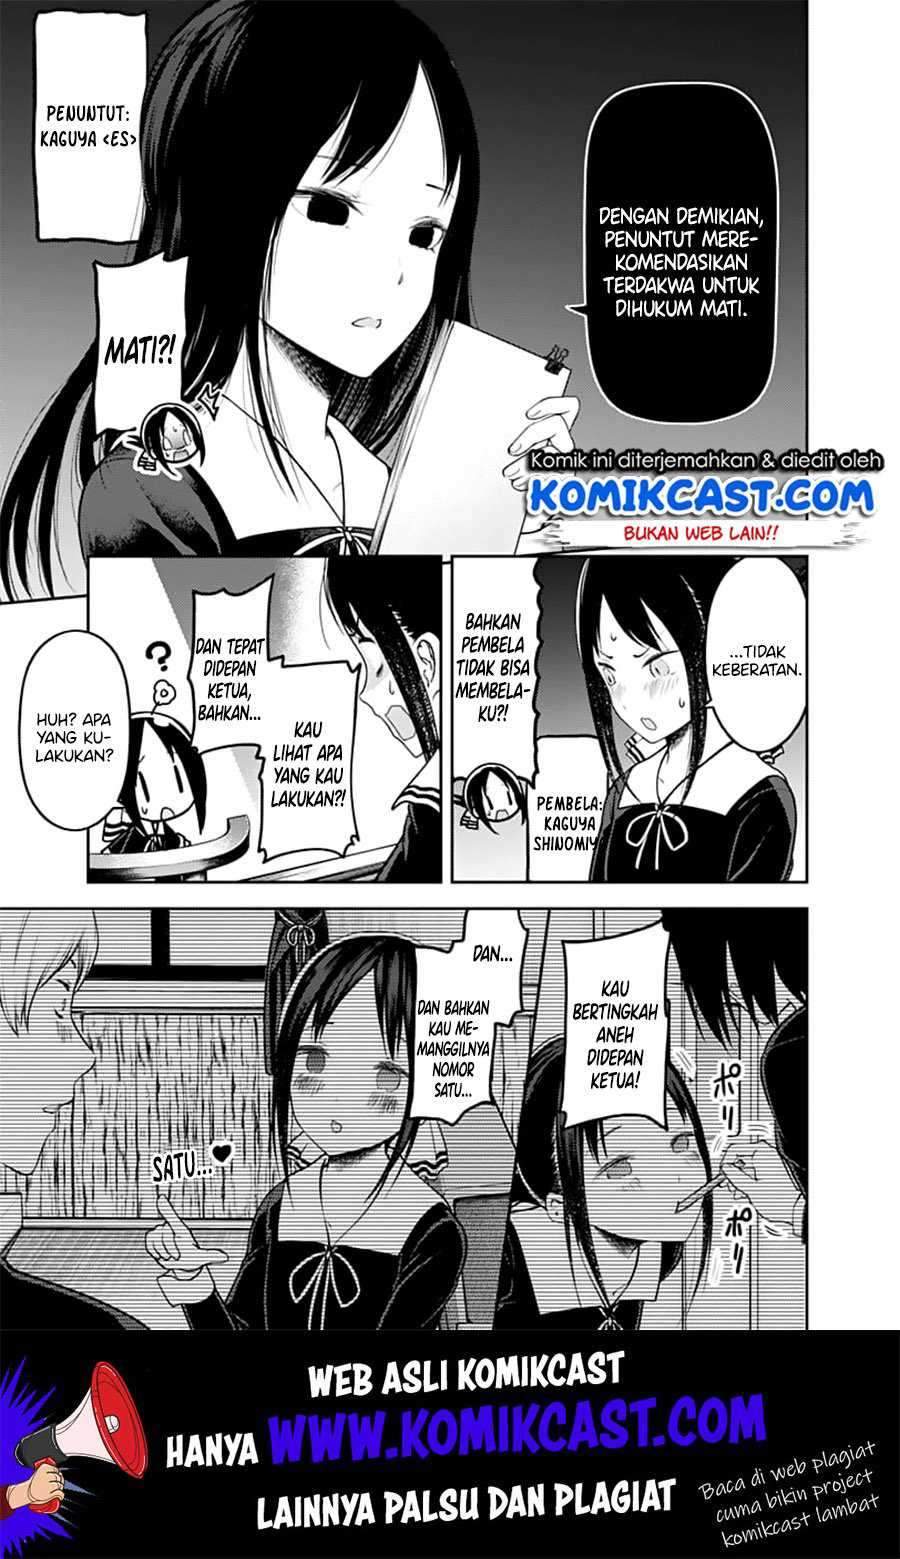 PENUNTUT:
KAGUYA <ES>
DENGAN DEMIKIAN,
PENUNTUT MERE-
KOMENDASIKAN
TERDAKWA UNTUK
DIHUKUM MATI.
MATI?!
Komik ini diterjemahkan & diedit oleh
KOMIKCAST.COM
BUKAN WEB LAIN!!
...TIDAK
KEBERATAN.
BAHKAN
PEMBELA
TIDAK BISA
MEMBELA-
KU?!
PEMBELA:
KAGUYA
SHINOMIY
KAU
LIHAT APA
YANG KAU
LAKUKAN?!
DAN TEPAT
DIDEPAN
KETUA,
BAHKAN...
?
HUH? APA
YANG KU-
LAKUKAN?
KAU
BERTINGKAH
ANEH
DIDEPAN
KETUA!
ポリ
ポリ
DAN...
DAN BAHKAN
KAU ME-
MANGGILNYA
NOMOR
SATU...
SATU...♥
WEB ASLI KOMIKCAST
HANYA WWW.KOMIKCAST.COM
LAINNYA PALSU DAN PLAGIAT
Baca di web plagiat
cuma bikin project
komikcast lambat